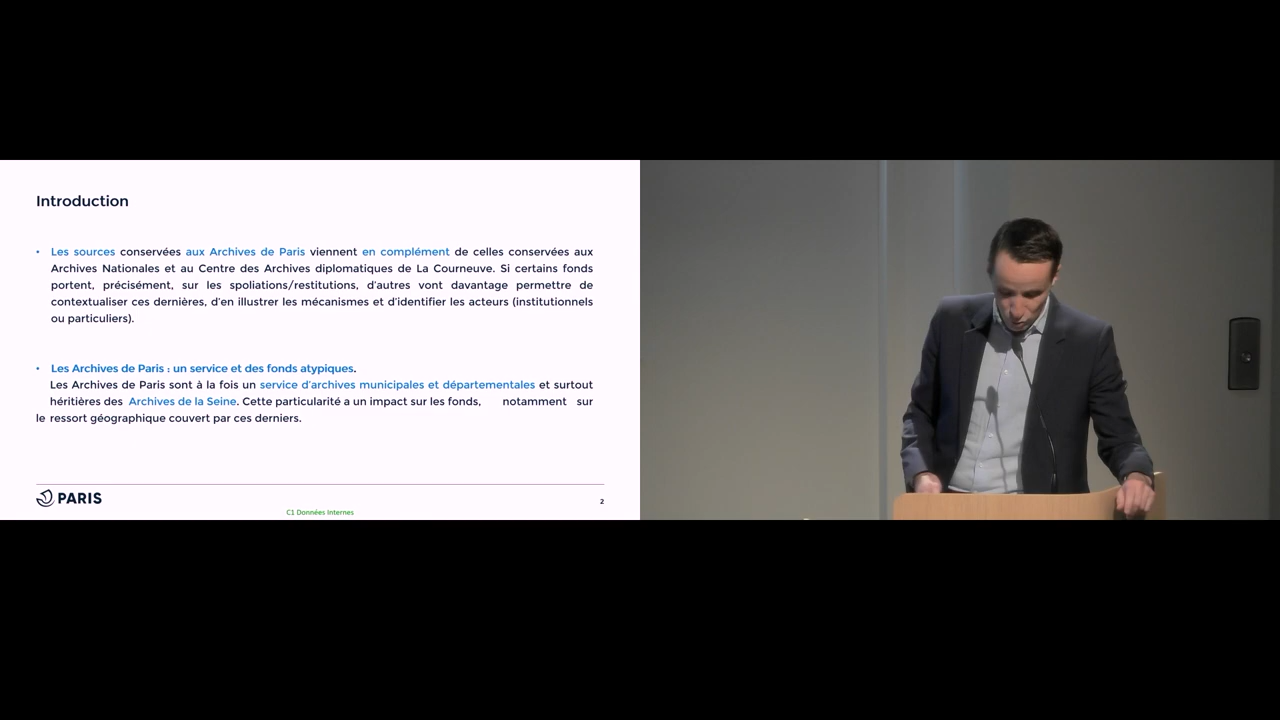 Introduction
• Les sources conservées aux Archives de Paris viennent en complément de celles conservées aux
Archives Nationales et au Centre des Archives diplomatiques de La Courneuve. Si certains fonds
portent, précisément, sur les spoliations/restitutions, d'autres vont davantage permettre de
contextualiser ces dernières, d'en illustrer les mécanismes et d'identifier les acteurs (institutionnels
ou particuliers).
• Les Archives de Paris : un service et des fonds atypiques.
Les Archives de Paris sont à la fois un service d'archives municipales et départementales et surtout
héritières des Archives de la Seine. Cette particularité a un impact sur les fonds, notamment sur
le ressort géographique couvert par ces derniers.
PARIS
2
C1 Données Internes